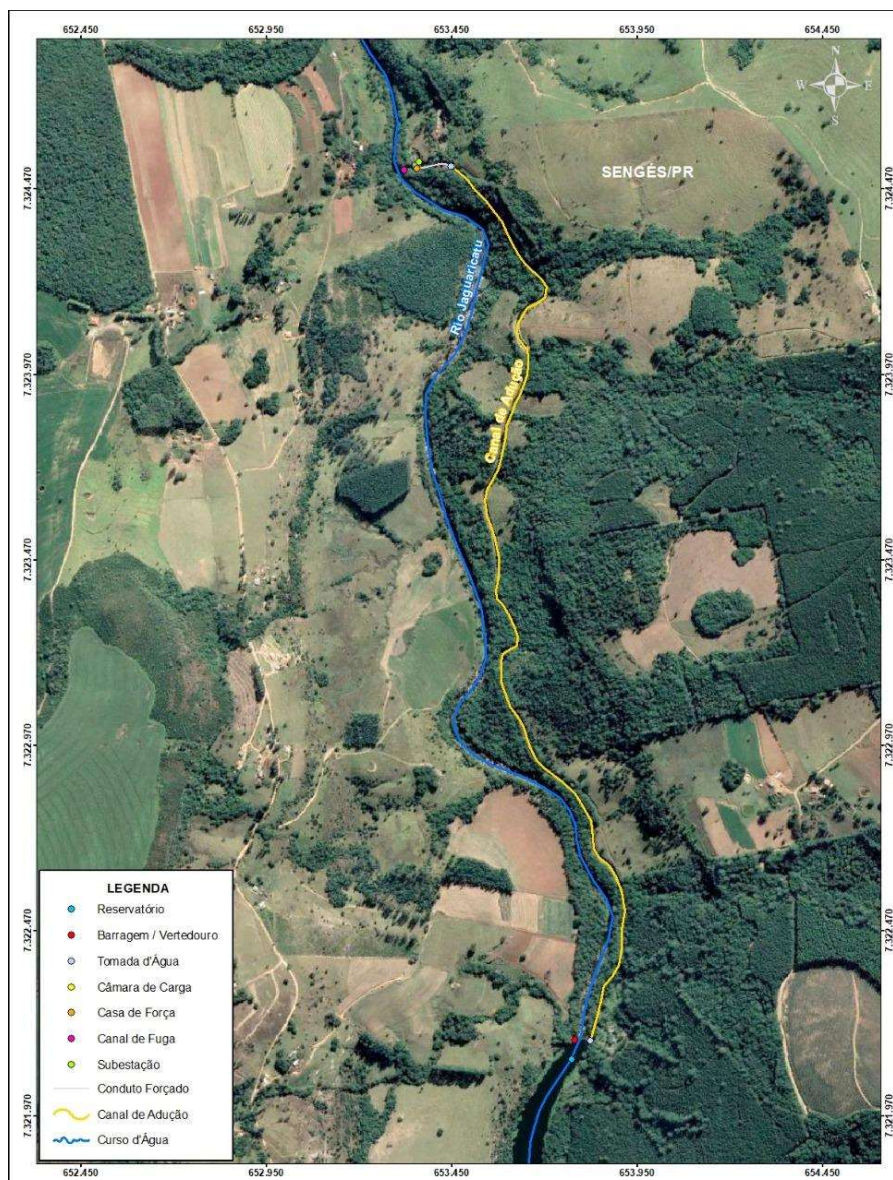 652.450 652.950 653.450 653.950 654.450
N
W E
S
7.324.470 SENGÉS/PR 7.324.470
Rio Jaguaricatu
7.323.970 7.323.970
Canal de Adução
7.323.470 7.323.470
7.322.970 7.322.970
7.322.470 7.322.470
7.321.970 7.321.970
LEGENDA
Reservatório
Barragem / Vertedouro
Tomada d'Água
Câmara de Carga
Casa de Força
Canal de Fuga
Subestação
Conduto Forçado
Canal de Adução
Curso d'Água
652.450 652.950 653.450 653.950 654.450